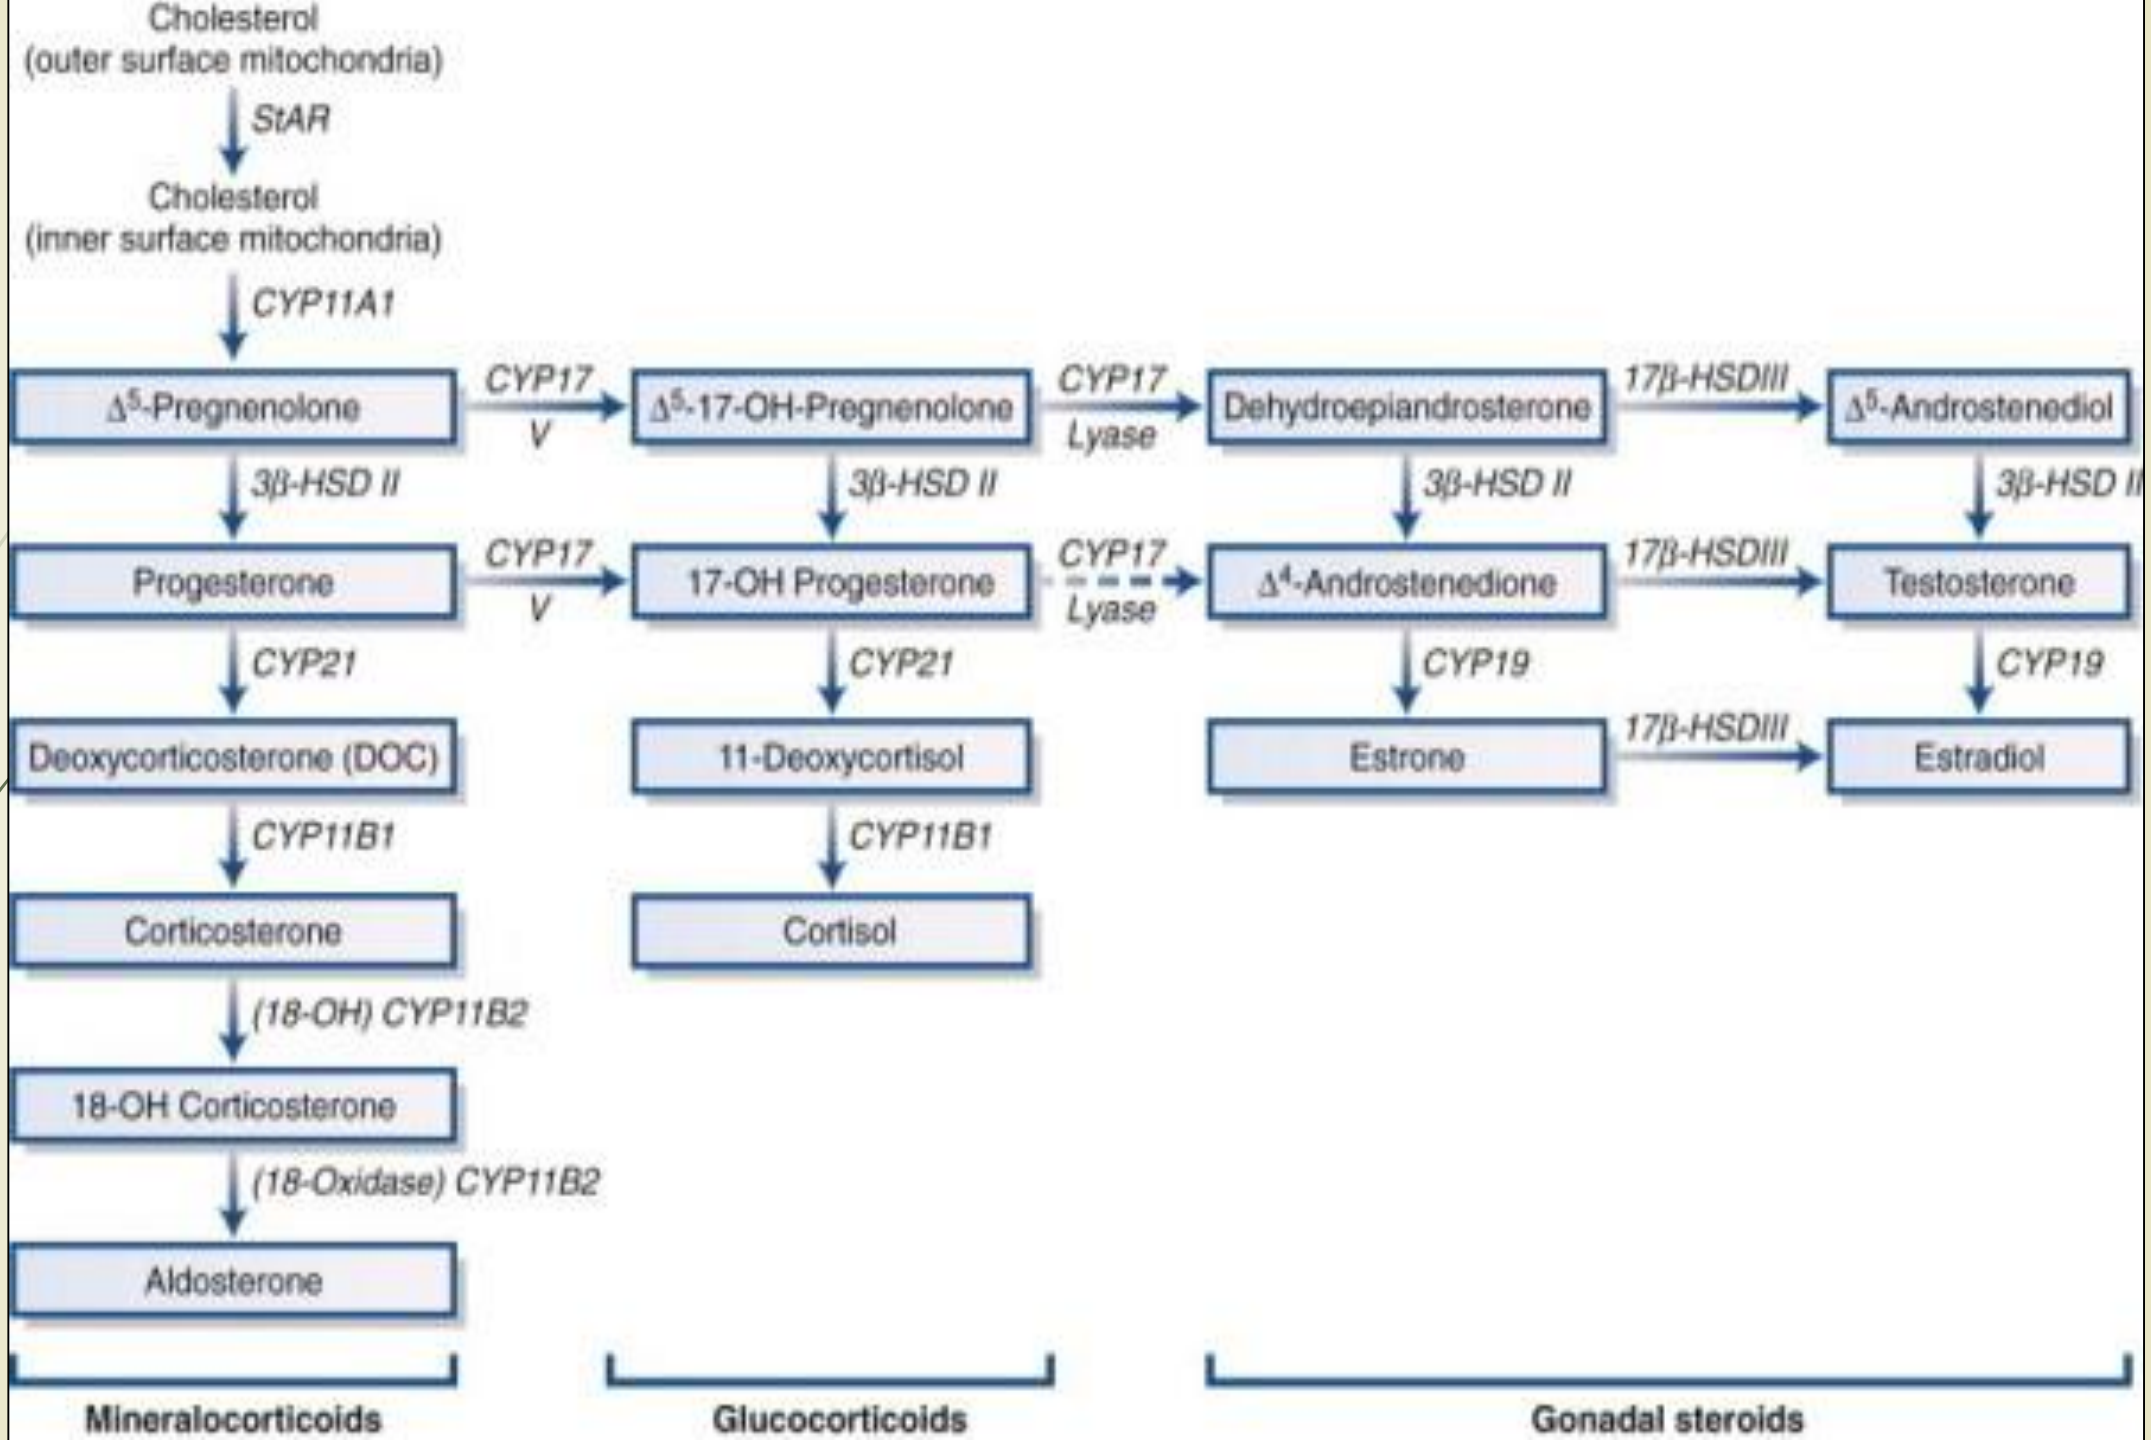 Cholesterol
(outer surface mitochondria)
StAR
Cholesterol
(inner surface mitochondria)
CYP11A1
Δ⁵-Pregnenolone
CYP17
V
Δ⁵-17-OH-Pregnenolone
CYP17
Lyase
Dehydroepiandrosterone
17β-HSDIII
Δ⁵-Androstenediol
3β-HSD II
3β-HSD II
3β-HSD II
3β-HSD II
Progesterone
CYP17
V
17-OH Progesterone
CYP17
Lyase
Δ⁴-Androstenedione
17β-HSDIII
Testosterone
CYP21
CYP21
CYP19
CYP19
Deoxycorticosterone (DOC)
11-Deoxycortisol
Estrone
17β-HSDIII
Estradiol
CYP11B1
CYP11B1
Corticosterone
Cortisol
(18-OH) CYP11B2
18-OH Corticosterone
(18-Oxidase) CYP11B2
Aldosterone
Mineralocorticoids
Glucocorticoids
Gonadal steroids